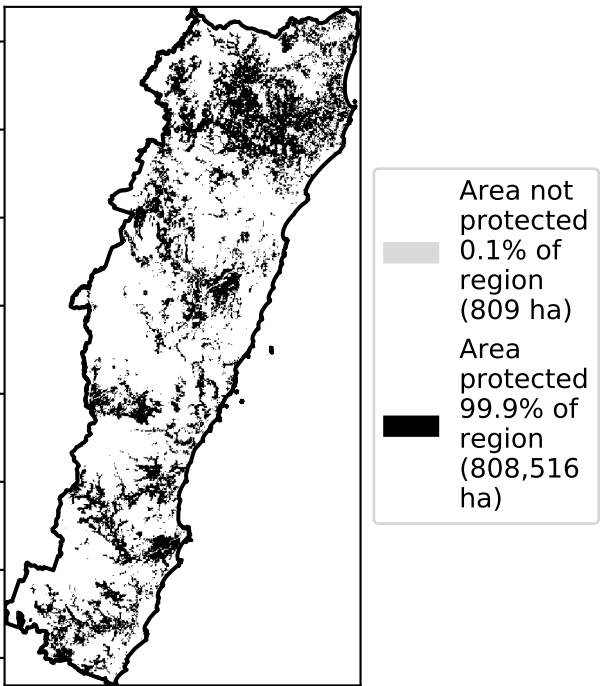 Area not
protected
0.1% of
region
(809 ha)
Area
protected
99.9% of
region
(808,516
ha)